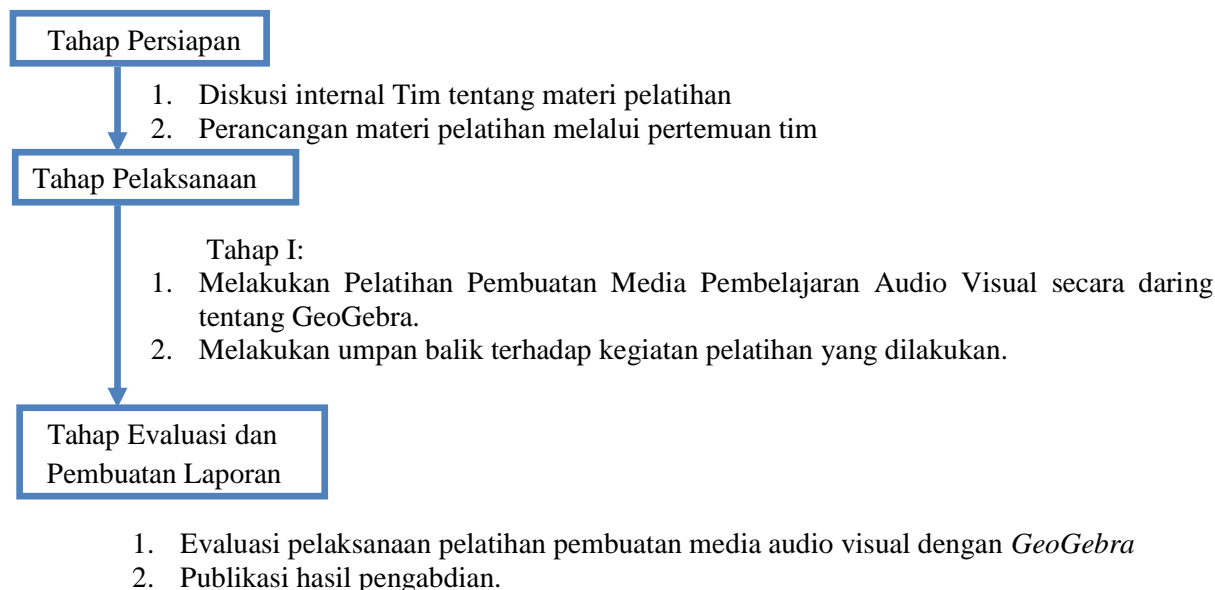 Tahap Persiapan
1. Diskusi internal Tim tentang materi pelatihan
2. Perancangan materi pelatihan melalui pertemuan tim
Tahap Pelaksanaan
Tahap I:
1. Melakukan Pelatihan Pembuatan Media Pembelajaran Audio Visual secara daring
tentang GeoGebra.
2. Melakukan umpan balik terhadap kegiatan pelatihan yang dilakukan.
Tahap Evaluasi dan
Pembuatan Laporan
1. Evaluasi pelaksanaan pelatihan pembuatan media audio visual dengan GeoGebra
2. Publikasi hasil pengabdian.